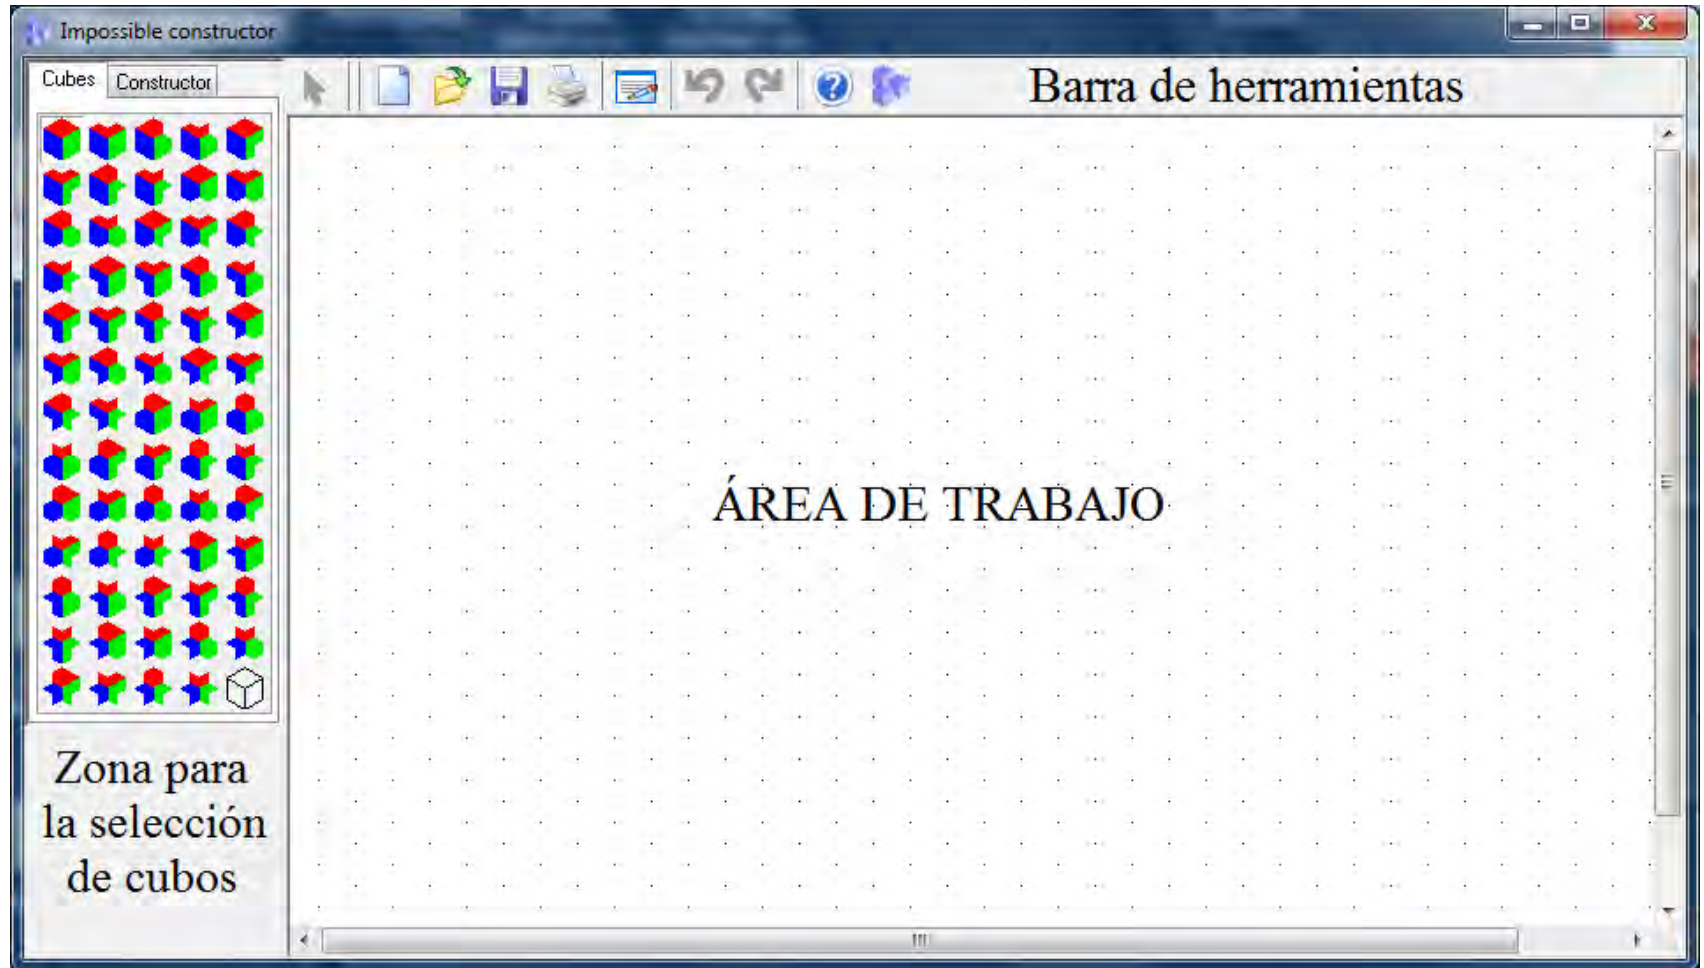 Impossible constructor
Cubes
Constructor
Barra de herramientas
ÁREA DE TRABAJO
Zona para
la selección
de cubos